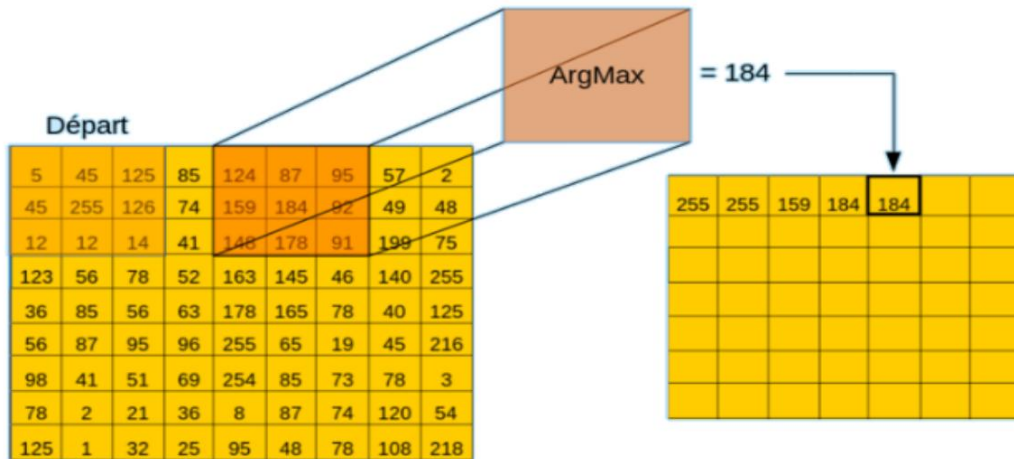 ArgMax = 184
Départ
5 45 125 85 124 87 95 57 2
45 255 126 74 159 184 92 49 48
12 12 14 41 148 178 91 199 75
123 56 78 52 163 145 46 140 255
36 85 56 63 178 165 78 40 125
56 87 95 96 255 65 19 45 216
98 41 51 69 254 85 73 78 3
78 2 21 36 8 87 74 120 54
125 1 32 25 95 48 78 108 218
255 255 159 184 184